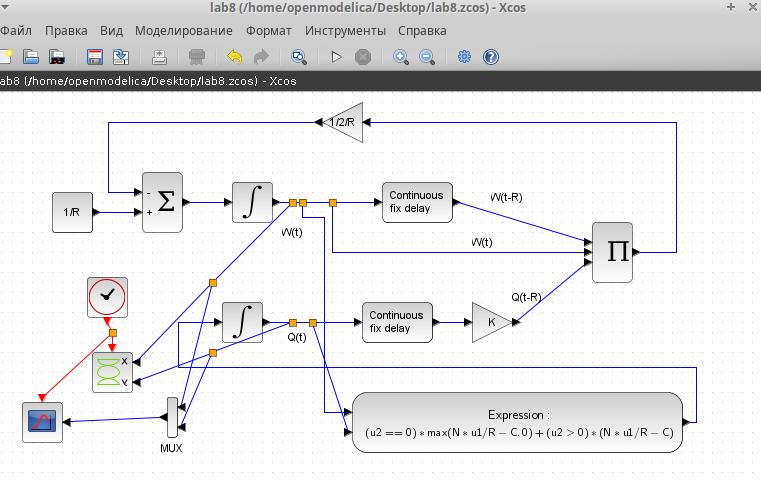 lab8 (/home/openmodelica/Desktop/lab8.zcos) - Xcos
Файл Правка Вид Моделирование Формат Инструменты Справка
ab8 (/home/openmodelica/Desktop/lab8.zcos) - Xcos
1/2/R
1/R
-
+
Σ
∫
Continuous
fix delay
W(t-R)
W(t)
W(t)
Π
Q(t-R)
∫
Q(t)
Continuous
fix delay
K
X
Y
MUX
Expression :
(u2 == 0) * max(N * u1/R − C, 0) + (u2 > 0) * (N * u1/R − C)